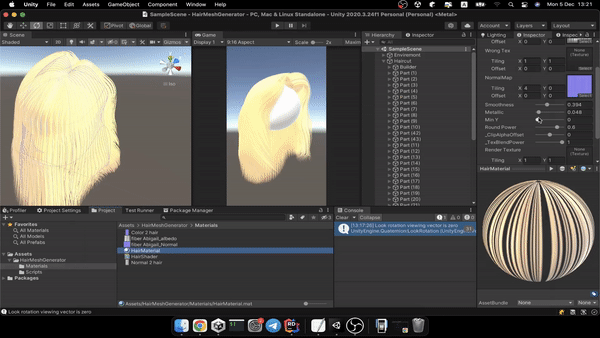 Unity File Edit Assets GameObject Component Window Help
Mon 5 Dec 13:21
SampleScene - HairMeshGenerator - PC, Mac & Linux Standalone - Unity 2020.3.24f1 Personal (Personal) <Metal>
Pivot Global
Account Layers Layout
Scene
Shaded 2D
Game
Display 1 9:16 Aspect Scale
Hierarchy Inspector
SampleScene
Enviroment
Haircut
Builder
Part (1)
Part (2)
Part (3)
Part (4)
Part (5)
Part (6)
Part (7)
Part (8)
Part (9)
Part (10)
Part (42)
Part (43)
Part (11)
Part (12)
Part (13)
Part (14)
Part (15)
Part (16)
Part (17)
Part (18)
Part (19)
Part (20)
Inspector Inspector
Offset X 0 Y 0
Wrong Tex
None (Texture)
Tiling X 1 Y 1
Offset X 0 Y 0
NormalMap
Tiling X 4 Y 0
Offset X 0 Y 0
Smoothness 0.394
Metallic 0.048
Min Y 0
Round Power 0.6
_ClipAlphaOffset
_TexBlendPower 1
Render Texture
None (Texture)
Tiling X 1 Y 1
HairMaterial
AssetBundle None None
Profiler Project Settings Project Test Runner Package Manager
Favorites
All Materials
All Models
All Prefabs
Assets
HairMeshGenerator
Materials
Scripts
Packages
Assets > HairMeshGenerator > Materials
Color 2 hair
fiber Abigail_albedo
fiber Abigail_Normal
HairMaterial
HairShader
Normal 2 hair
Assets/HairMeshGenerator/Materials/HairMaterial.mat
Console
Clear Collapse
[13:17:26] Look rotation viewing vector is zero
UnityEngine.Quaternion:LookRotation (UnityEng
Look rotation viewing vector is zero